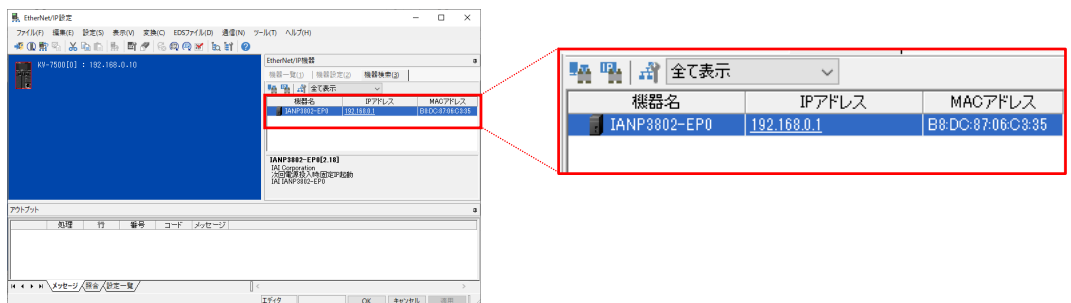 EtherNet/IP設定
ファイル(F) 編集(E) 設定(S) 表示(V) 変換(C) EDSファイル(D) 通信(N) ツール(T) ヘルプ(H)
KV-7500[0] : 192.168.0.10
EtherNet/IP機器
機器一覧(1) 機器設定(2) 機器検索(3)
全て表示
機器名 IPアドレス MACアドレス
IANP3802-EP0 192.168.0.1 B8:DC:87:06:C3:35
IANP3802-EP0[2.18]
IAI Corporation
次回電源投入時:固定IP起動
IAI IANP3802-EP0
アウトプット
処理 行 番号 コード メッセージ
メッセージ 照合 設定一覧
エディタ OK キャンセル 適用
全て表示
機器名 IPアドレス MACアドレス
IANP3802-EP0 192.168.0.1 B8:DC:87:06:C3:35